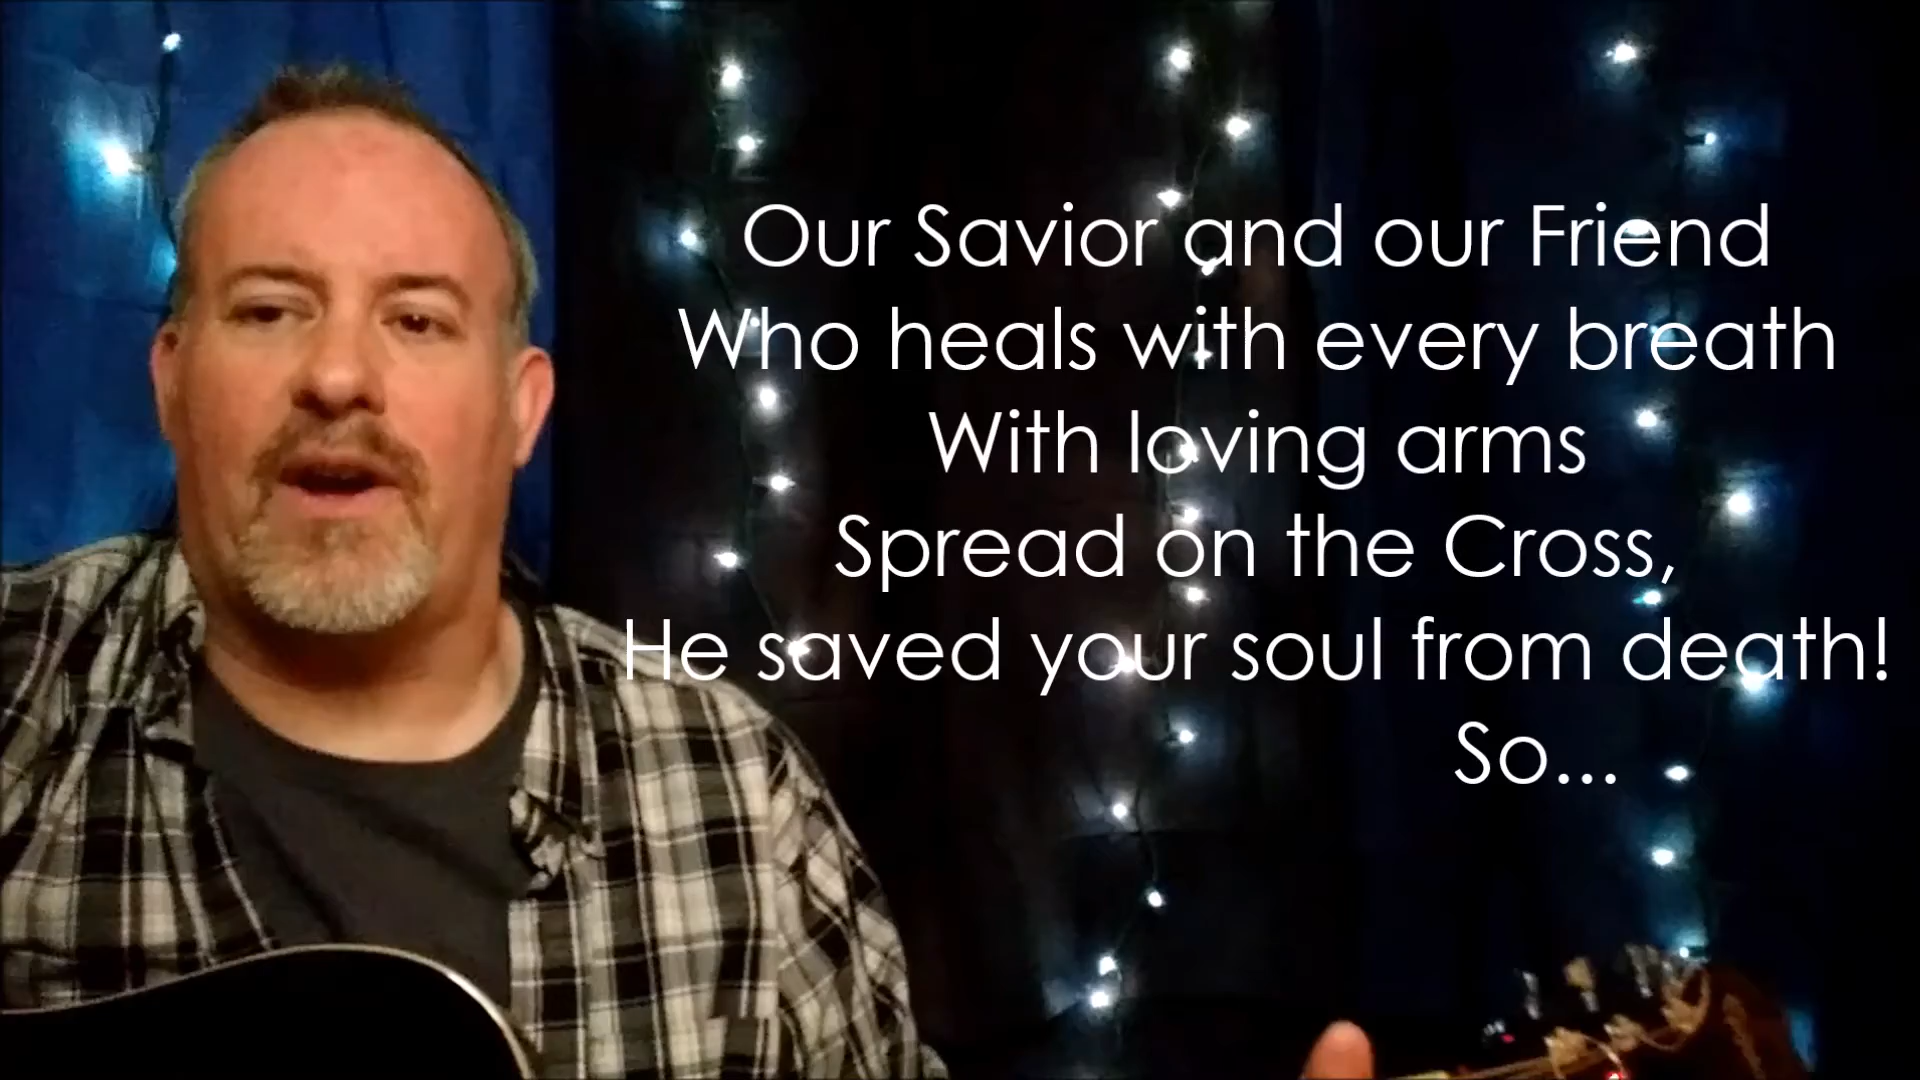 Our Savior and our Friend
Who heals with every breath
With loving arms
Spread on the Cross,
He saved your soul from death!
So...